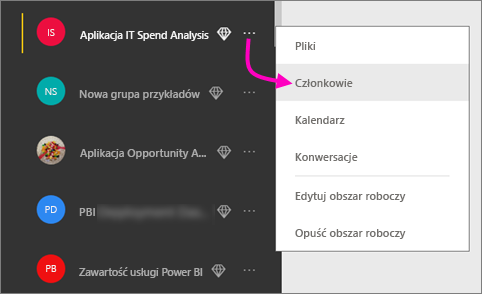 IS Aplikacja IT Spend Analysis ...
NS Nowa grupa przykładów ...
Aplikacja Opportunity A... ...
PD PBI ...
PB Zawartość usługi Power BI ...
Pliki
Członkowie
Kalendarz
Konwersacje
Edytuj obszar roboczy
Opuść obszar roboczy